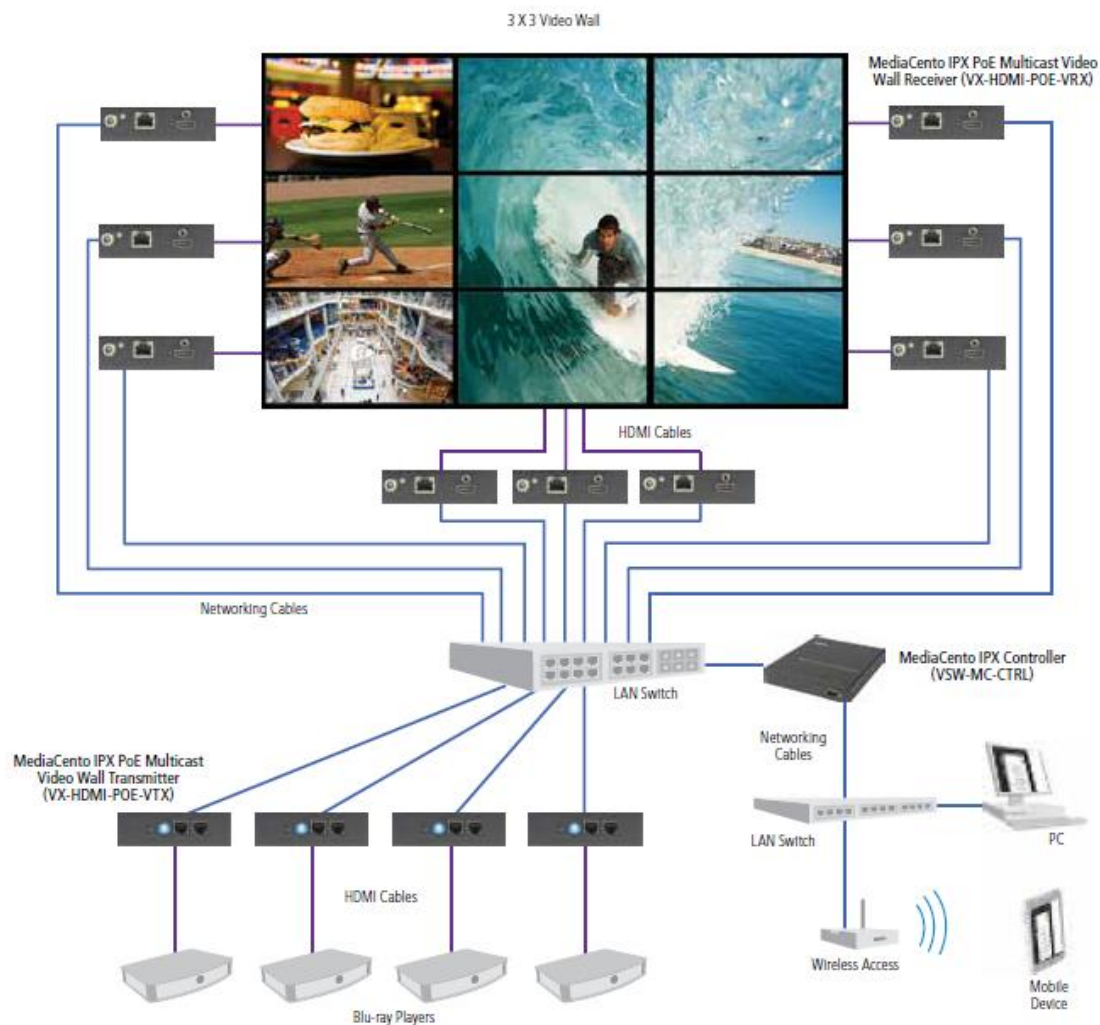 3 X 3 Video Wall
MediaCento IPX PoE Multicast Video
Wall Receiver (VX-HDMI-POE-VRX)
HDMI Cables
Networking Cables
LAN Switch
MediaCento IPX Controller
(VSW-MC-CTRL)
Networking
Cables
MediaCento IPX PoE Multicast
Video Wall Transmitter
(VX-HDMI-POE-VTX)
LAN Switch
PC
HDMI Cables
Wireless Access
Mobile
Device
Blu-ray Players